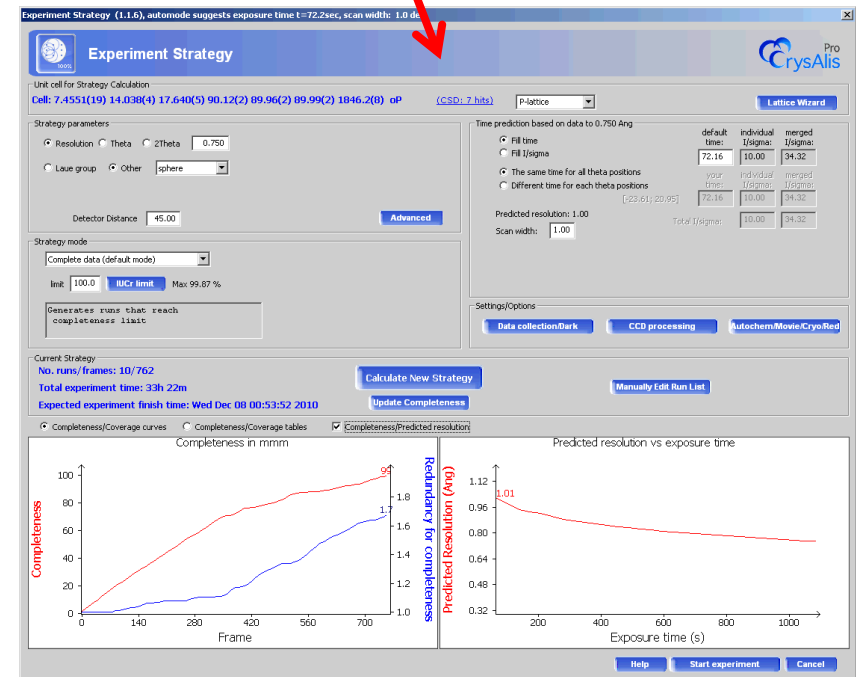 Experiment Strategy (1.1.6), automode suggests exposure time t=72.2sec, scan width: 1.0 de
100%
Experiment Strategy
CrysAlis Pro
Unit cell for Strategy Calculation
Cell: 7.4551(19) 14.038(4) 17.640(5) 90.12(2) 89.96(2) 89.99(2) 1846.2(8) oP (CSD: 7 hits) P-lattice Lattice Wizard
Strategy parameters
Resolution Theta 2Theta 0.750
Laue group Other sphere
Detector Distance 45.00 Advanced
Time prediction based on data to 0.750 Ang
default time: individual I/sigma: merged I/sigma:
Fill time
Fill I/sigma
72.16 10.00 34.32
The same time for all theta positions
Different time for each theta positions
your time: individual I/sigma: merged I/sigma:
[-23.61; 20.95] 72.16 10.00 34.32
Predicted resolution: 1.00
Total I/sigma: 10.00 34.32
Scan width: 1.00
Strategy mode
Complete data (default mode)
limit 100.0 IUCr limit Max 99.87 %
Generates runs that reach
completeness limit
Settings/Options
Data collection/Dark CCD processing Autochem/Movie/Cryo/Red
Current Strategy
No. runs/frames: 10/762
Total experiment time: 33h 22m
Expected experiment finish time: Wed Dec 08 00:53:52 2010
Calculate New Strategy
Update Completeness
Manually Edit Run List
Completeness/Coverage curves Completeness/Coverage tables Completeness/Predicted resolution
Completeness in mmm
Completeness
100
80
60
40
20
0
0 140 280 420 560 700
Frame
99
1.7
1.8
1.6
1.4
1.2
1.0
Redundancy for completeness
Predicted resolution vs exposure time
Predicted Resolution (Ang)
1.12
0.96
0.80
0.64
0.48
0.32
1.01
200 400 600 800 1000
Exposure time (s)
Help Start experiment Cancel